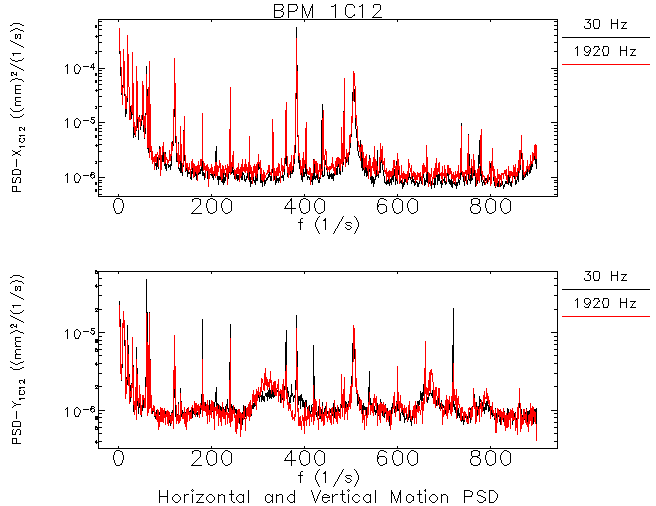 BPM 1C12
30 Hz
1920 Hz
PSD-X1C12 ((mm)²/(1/s))
10⁻⁴
10⁻⁵
10⁻⁶
0 200 400 600 800
f (1/s)
30 Hz
1920 Hz
PSD-Y1C12 ((mm)²/(1/s))
10⁻⁵
10⁻⁶
0 200 400 600 800
f (1/s)
Horizontal and Vertical Motion PSD